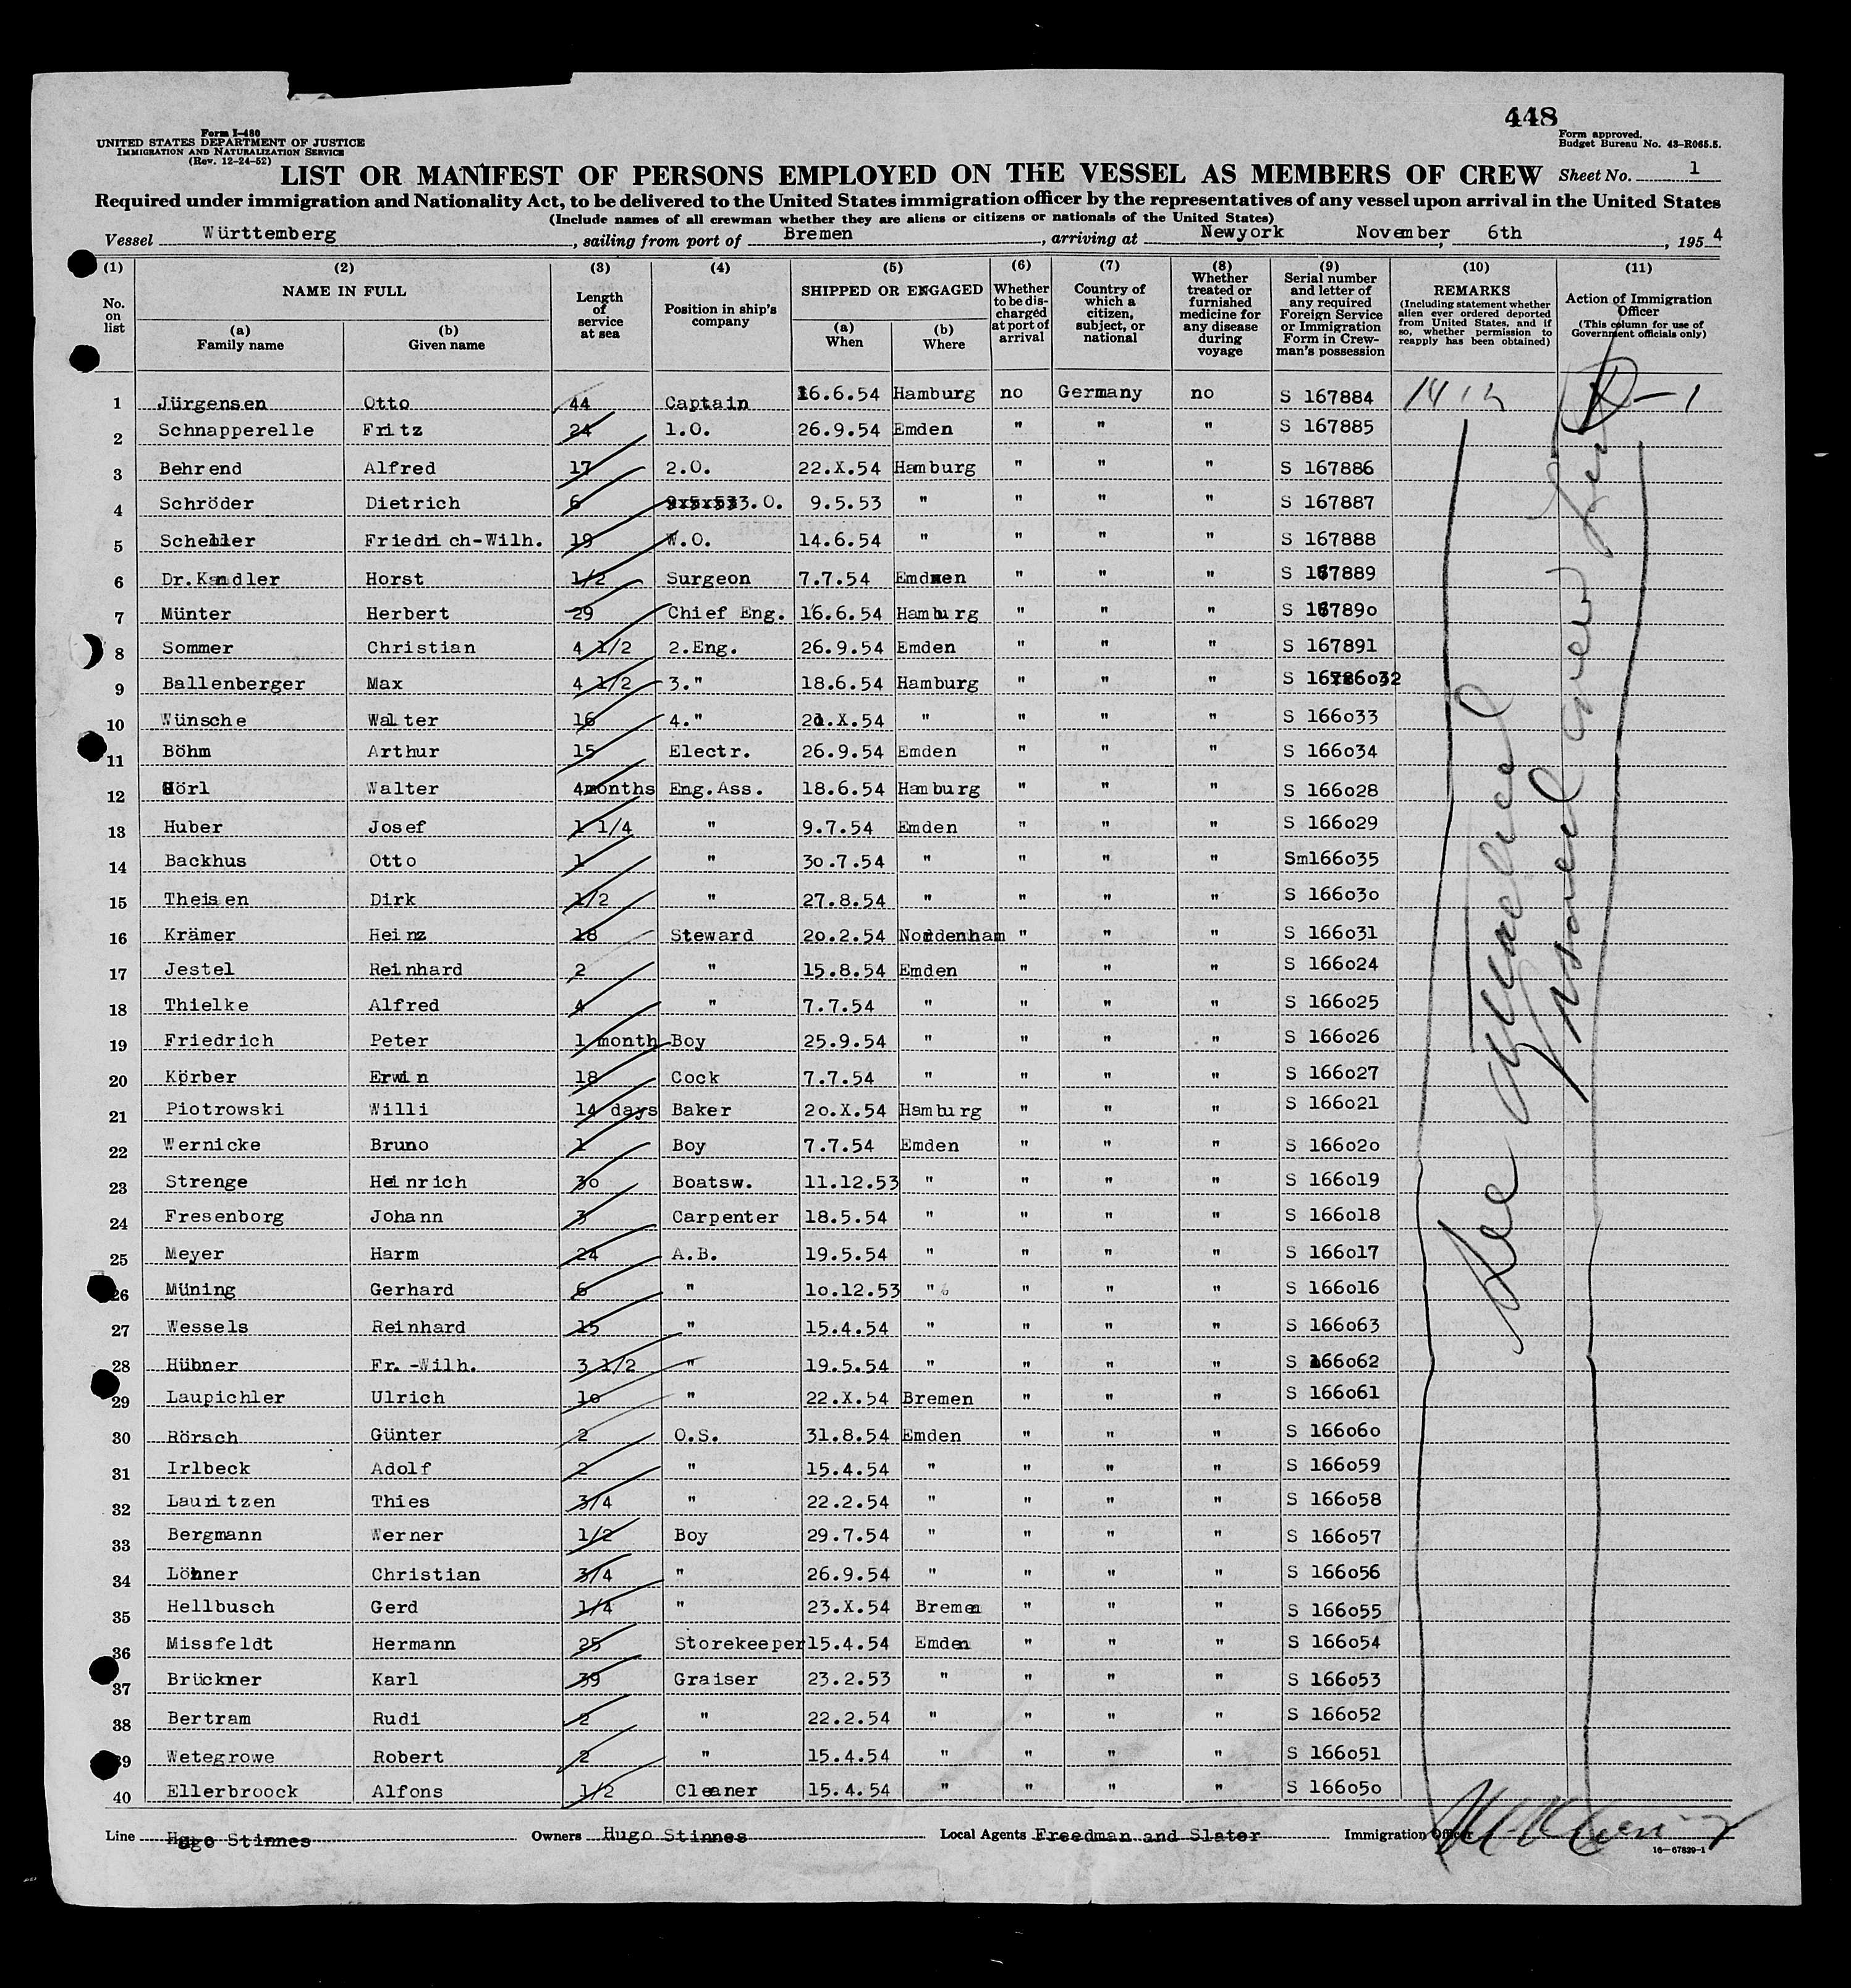 448
Form I-480
UNITED STATES DEPARTMENT OF JUSTICE
IMMIGRATION AND NATURALIZATION SERVICE
(Rev. 12-24-52)
Form approved.
Budget Bureau No. 43-R065.5.
LIST OR MANIFEST OF PERSONS EMPLOYED ON THE VESSEL AS MEMBERS OF CREW Sheet No. 1
Required under immigration and Nationality Act, to be delivered to the United States immigration officer by the representatives of any vessel upon arrival in the United States
(Include names of all crewman whether they are aliens or citizens or nationals of the United States)
Vessel Württemberg, sailing from port of Bremen, arriving at Newyork November 6th, 1954
(1) (2) (3) (4) (5) (6) (7) (8) (9) (10) (11)
No. on list
NAME IN FULL
(a) Family name
(b) Given name
Length of service at sea
Position in ship's company
SHIPPED OR ENGAGED
(a) When
(b) Where
Whether to be discharged at port of arrival
Country of which a citizen, subject, or national
Whether treated or furnished medicine for any disease during voyage
Serial number and letter of any required Foreign Service or Immigration Form in Crewman's possession
REMARKS
(Including statement whether alien ever ordered deported from United States, and if so, whether permission to reapply has been obtained)
Action of Immigration Officer
(This column for use of Government officials only)
1 Jürgensen Otto 44 Captain 16.6.54 Hamburg no Germany no S 167884
2 Schnapperelle Fritz 24 1.O. 26.9.54 Emden " " " S 167885
3 Behrend Alfred 17 2.O. 22.X.54 Hamburg " " " S 167886
4 Schröder Dietrich 6 3.O. 9.5.53 " " " " S 167887
5 Scheller Friedrich-Wilh. 19 W.O. 14.6.54 " " " " S 167888
6 Dr.Kandler Horst 1/2 Surgeon 7.7.54 Emden " " " S 167889
7 Münter Herbert 29 Chief Eng. 16.6.54 Hamburg " " " S 167890
8 Sommer Christian 4 1/2 2.Eng. 26.9.54 Emden " " " S 167891
9 Ballenberger Max 4 1/2 3." 18.6.54 Hamburg " " " S 166032
10 Wünsche Walter 16 4." 21.X.54 " " " " S 166033
11 Böhm Arthur 15 Electr. 26.9.54 Emden " " " S 166034
12 Hörl Walter 4months Eng.Ass. 18.6.54 Hamburg " " " S 166028
13 Huber Josef 1 1/4 " 9.7.54 Emden " " " S 166029
14 Backhus Otto 1 " 30.7.54 " " " " Sm166035
15 Theisen Dirk 1/2 " 27.8.54 " " " " S 166030
16 Krämer Heinz 18 Steward 20.2.54 Nordenham " " " S 166031
17 Jestel Reinhard 2 " 15.8.54 Emden " " " S 166024
18 Thielke Alfred 4 " 7.7.54 " " " " S 166025
19 Friedrich Peter 1 month Boy 25.9.54 " " " " S 166026
20 Körber Erwin 18 Cock 7.7.54 " " " " S 166027
21 Piotrowski Willi 14 days Baker 20.X.54 Hamburg " " " S 166021
22 Wernicke Bruno 1 Boy 7.7.54 Emden " " " S 166020
23 Strenge Heinrich 30 Boatsw. 11.12.53 " " " " S 166019
24 Fresenborg Johann 3 Carpenter 18.5.54 " " " " S 166018
25 Meyer Harm 24 A.B. 19.5.54 " " " " S 166017
26 Müning Gerhard 6 " 10.12.53 " " " " S 166016
27 Wessels Reinhard 15 " 15.4.54 " " " " S 166063
28 Hübner Fr.-Wilh. 3 1/2 " 19.5.54 " " " " S 166062
29 Laupichler Ulrich 10 " 22.X.54 Bremen " " " S 166061
30 Rörsch Günter 2 O.S. 31.8.54 Emden " " " S 166060
31 Irlbeck Adolf 2 " 15.4.54 " " " " S 166059
32 Lauritzen Thies 3/4 " 22.2.54 " " " " S 166058
33 Bergmann Werner 1/2 Boy 29.7.54 " " " " S 166057
34 Löhner Christian 3/4 " 26.9.54 " " " " S 166056
35 Hellbusch Gerd 1/4 " 23.X.54 Bremen " " " S 166055
36 Missfeldt Hermann 25 Storekeeper 15.4.54 Emden " " " S 166054
37 Brückner Karl 39 Graiser 23.2.53 " " " " S 166053
38 Bertram Rudi 2 " 22.2.54 " " " " S 166052
39 Wetegrowe Robert 2 " 15.4.54 " " " " S 166051
40 Ellerbroock Alfons 1/2 Cleaner 15.4.54 " " " " S 166050
See attached
crew list
Line Hugo Stinnes Owners Hugo Stinnes Local Agents Freedman and Slater Immigration Officer
16-67829-1